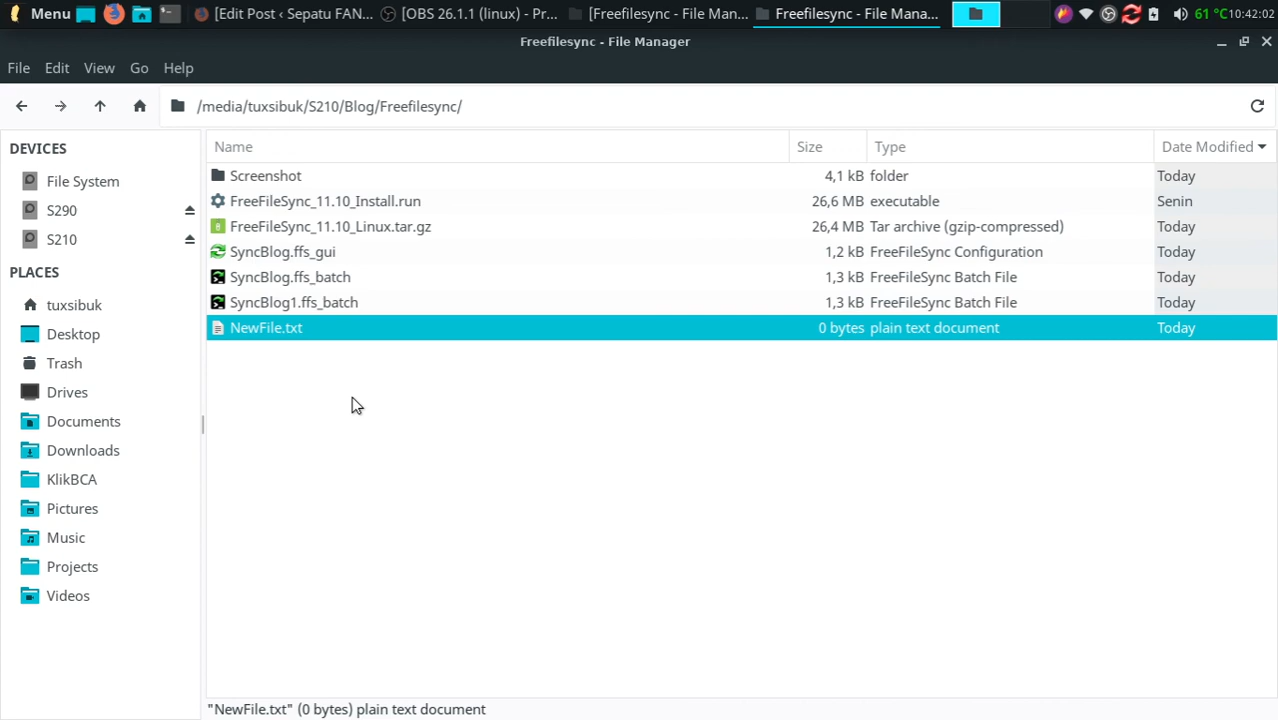 Menu [Edit Post ‹ Sepatu FAN... [OBS 26.1.1 (linux) - Pr... [Freefilesync - File Man... Freefilesync - File Mana... 61 °C 10:42:02
Freefilesync - File Manager
File Edit View Go Help
/media/tuxsibuk/S210/Blog/Freefilesync/
DEVICES
File System
S290
S210
PLACES
tuxsibuk
Desktop
Trash
Drives
Documents
Downloads
KlikBCA
Pictures
Music
Projects
Videos
Name Size Type Date Modified
Screenshot 4,1 kB folder Today
FreeFileSync_11.10_Install.run 26,6 MB executable Senin
FreeFileSync_11.10_Linux.tar.gz 26,4 MB Tar archive (gzip-compressed) Today
SyncBlog.ffs_gui 1,2 kB FreeFileSync Configuration Today
SyncBlog.ffs_batch 1,3 kB FreeFileSync Batch File Today
SyncBlog1.ffs_batch 1,3 kB FreeFileSync Batch File Today
NewFile.txt 0 bytes plain text document Today
"NewFile.txt" (0 bytes) plain text document